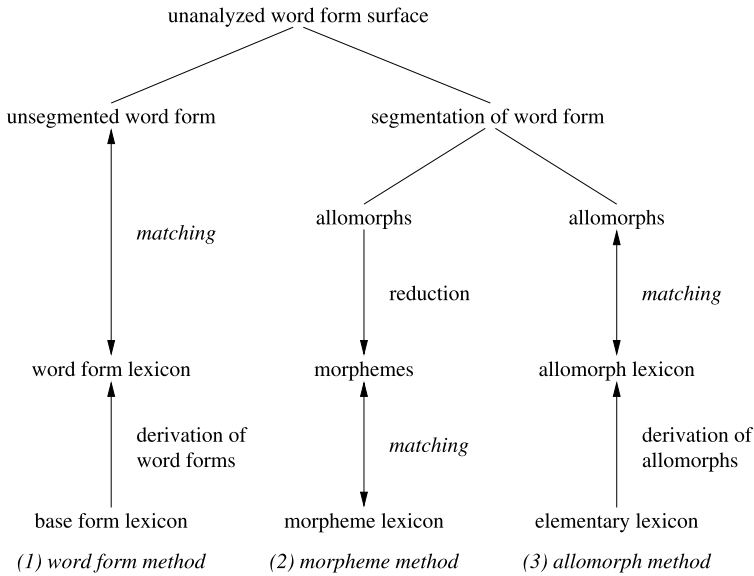 unanalyzed word form surface
unsegmented word form
segmentation of word form
allomorphs
allomorphs
matching
reduction
matching
word form lexicon
morphemes
allomorph lexicon
derivation of
word forms
matching
derivation of
allomorphs
base form lexicon
morpheme lexicon
elementary lexicon
(1) word form method
(2) morpheme method
(3) allomorph method